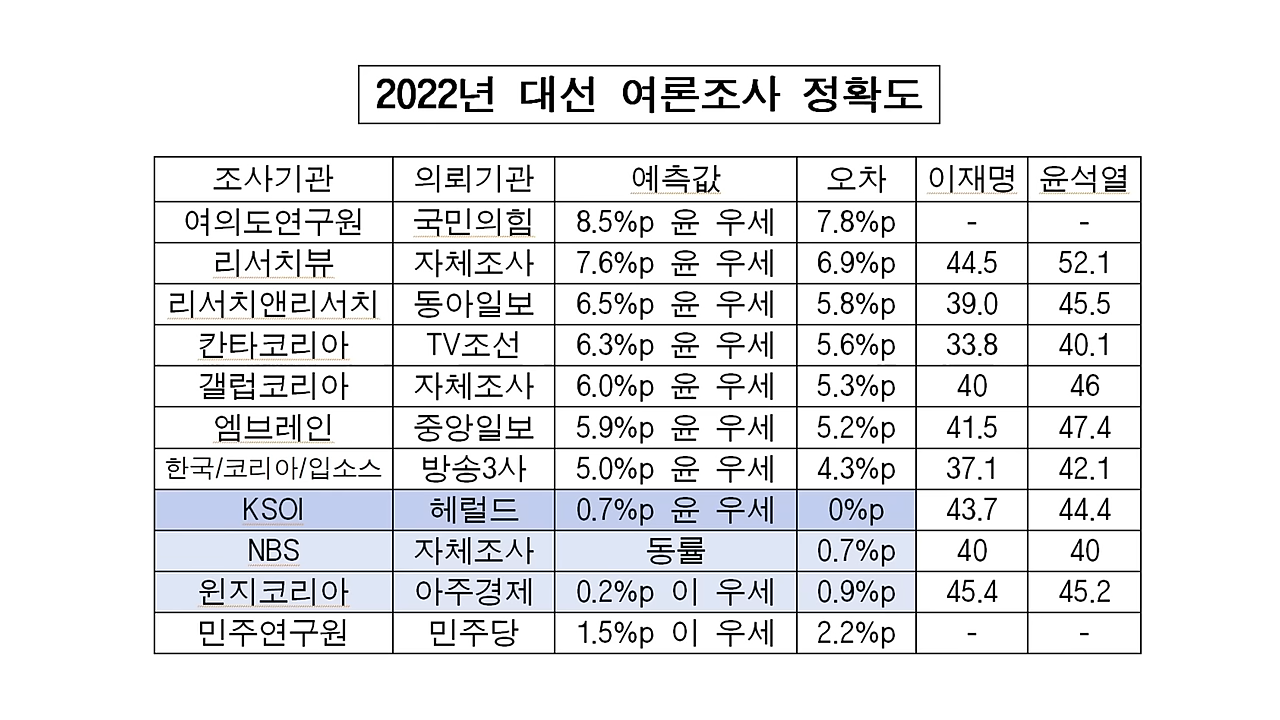 2022년 대선 여론조사 정확도
조사기관 의뢰기관 예측값 오차 이재명 윤석열
여의도연구원 국민의힘 8.5%p 윤 우세 7.8%p - -
리서치뷰 자체조사 7.6%p 윤 우세 6.9%p 44.5 52.1
리서치앤리서치 동아일보 6.5%p 윤 우세 5.8%p 39.0 45.5
칸타코리아 TV조선 6.3%p 윤 우세 5.6%p 33.8 40.1
갤럽코리아 자체조사 6.0%p 윤 우세 5.3%p 40 46
엠브레인 중앙일보 5.9%p 윤 우세 5.2%p 41.5 47.4
한국/코리아/입소스 방송3사 5.0%p 윤 우세 4.3%p 37.1 42.1
KSOI 헤럴드 0.7%p 윤 우세 0%p 43.7 44.4
NBS 자체조사 동률 0.7%p 40 40
윈지코리아 아주경제 0.2%p 이 우세 0.9%p 45.4 45.2
민주연구원 민주당 1.5%p 이 우세 2.2%p - -